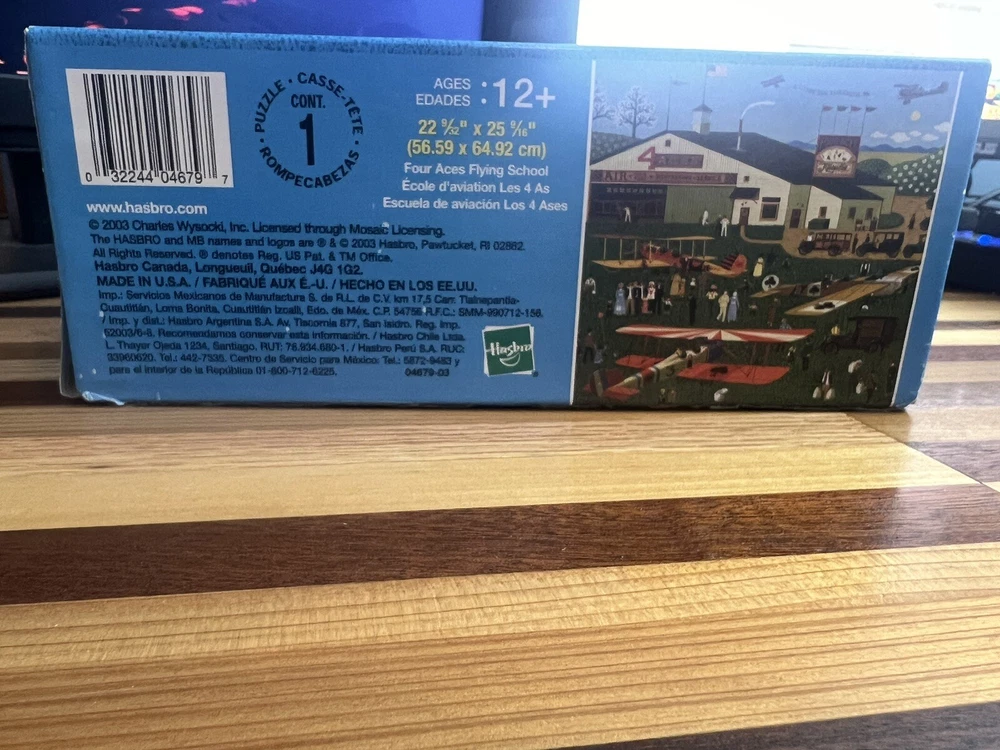 0 32244 04679 7
PUZZLE • CASSE-TÊTE • ROMPECABEZAS •
CONT.
1
AGES
EDADES : 12+
22 9/32" x 25 9/16"
(56.59 x 64.92 cm)
Four Aces Flying School
École d'aviation Les 4 As
Escuela de aviación Los 4 Ases
www.hasbro.com
© 2003 Charles Wysocki, Inc. Licensed through Mosaic Licensing.
The HASBRO and MB names and logos are ® & © 2003 Hasbro, Pawtucket, RI 02862.
All Rights Reserved. ® denotes Reg. US Pat. & TM Office.
Hasbro Canada, Longueuil, Québec J4G 1G2.
MADE IN U.S.A. / FABRIQUÉ AUX É.-U. / HECHO EN LOS EE.UU.
Imp.: Servicios Mexicanos de Manufactura S. de R.L. de C.V. km 17,5 Carr. Tlalnepantla-
Cuautitlán, Loma Bonita, Cuautitlán Izcalli, Edo. de Méx. C.P. 54756 R.F.C.: SMM-990712-156.
/ Imp. y dist.: Hasbro Argentina S.A. Av. Tiscornia 877, San Isidro. Reg. Imp.
62003/6-8. Recomendamos conservar esta información. / Hasbro Chile Ltda.
L. Thayer Ojeda 1234, Santiago. RUT: 78.934.680-1. / Hasbro Perú S.A. RUC:
33960620. Tel.: 442-7335. Centro de Servicio para México: Tel.: 5872-9483 y
para el interior de la República 01-800-712-6225. 04679-03
Hasbro
4